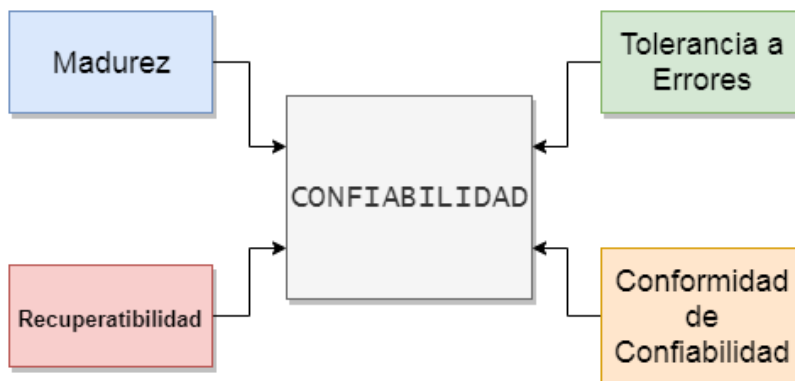 Madurez
Tolerancia a
Errores
CONFIABILIDAD
Recuperatibilidad
Conformidad
de
Confiabilidad